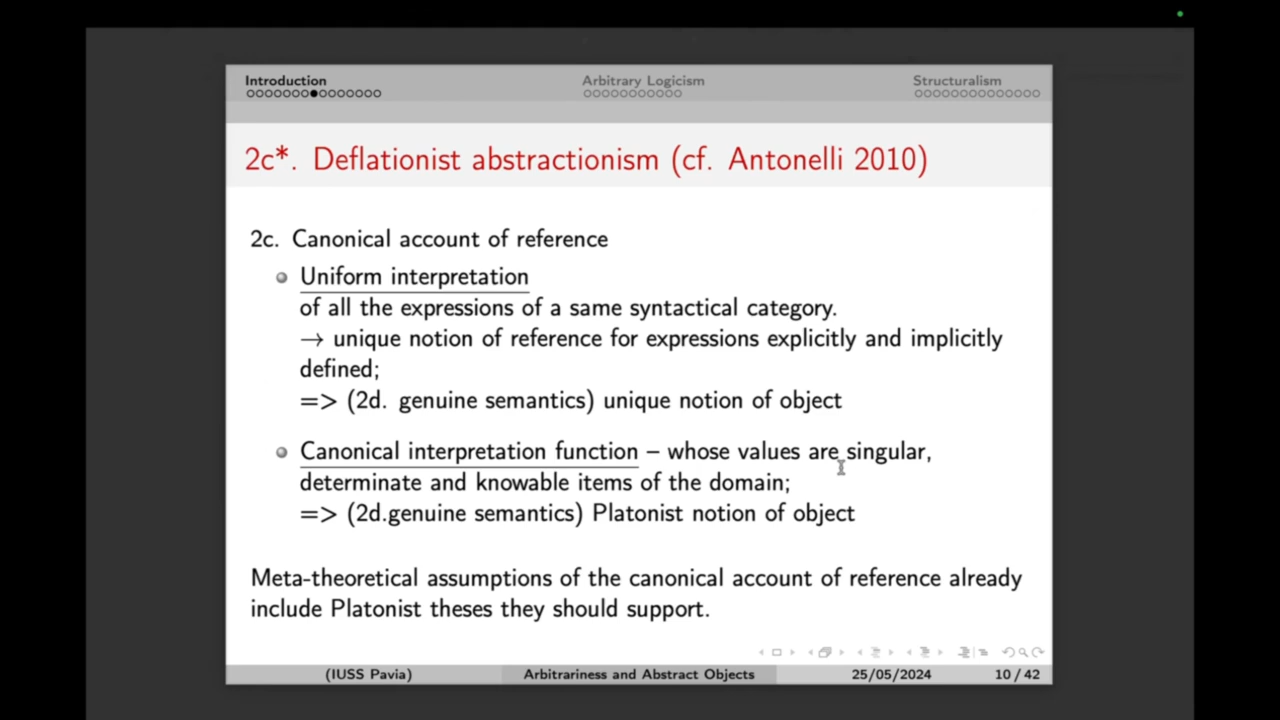 Introduction Arbitrary Logicism Structuralism
2c*. Deflationist abstractionism (cf. Antonelli 2010)
2c. Canonical account of reference
Uniform interpretation
of all the expressions of a same syntactical category.
→ unique notion of reference for expressions explicitly and implicitly
defined;
=> (2d. genuine semantics) unique notion of object
Canonical interpretation function – whose values are singular,
determinate and knowable items of the domain;
=> (2d.genuine semantics) Platonist notion of object
Meta-theoretical assumptions of the canonical account of reference already
include Platonist theses they should support.
(IUSS Pavia) Arbitrariness and Abstract Objects 25/05/2024 10 / 42